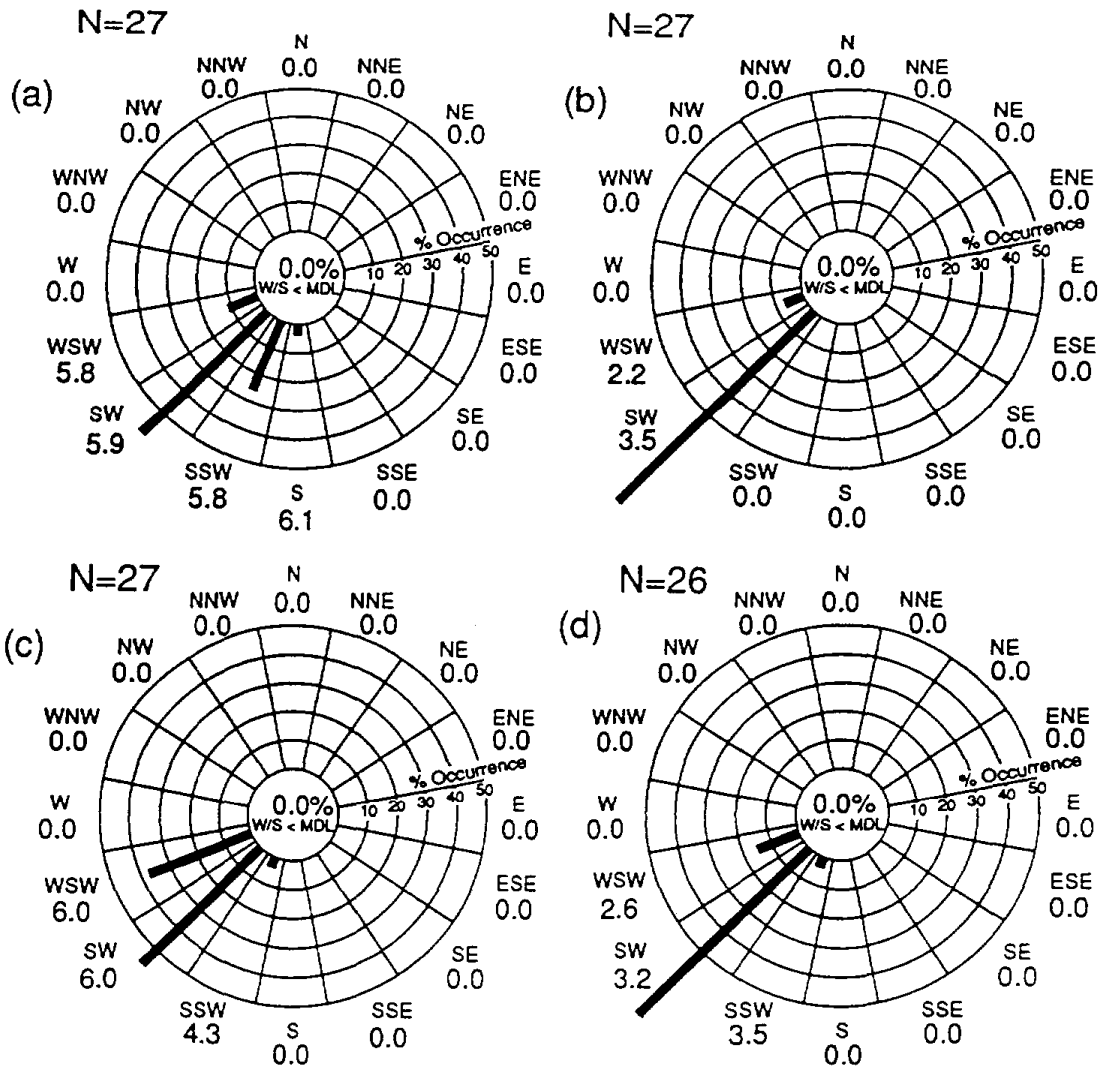 N=27
(a)
N
0.0
NNE
0.0
NE
0.0
ENE
0.0
E
0.0
ESE
0.0
SE
0.0
SSE
0.0
S
6.1
SSW
5.8
SW
5.9
WSW
5.8
W
0.0
WNW
0.0
NW
0.0
NNW
0.0
% Occurrence
10 20 30 40 50
0.0%
W/S < MDL
N=27
(b)
N
0.0
NNE
0.0
NE
0.0
ENE
0.0
E
0.0
ESE
0.0
SE
0.0
SSE
0.0
S
0.0
SSW
0.0
SW
3.5
WSW
2.2
W
0.0
WNW
0.0
NW
0.0
NNW
0.0
% Occurrence
10 20 30 40 50
0.0%
W/S < MDL
N=27
(c)
N
0.0
NNE
0.0
NE
0.0
ENE
0.0
E
0.0
ESE
0.0
SE
0.0
SSE
0.0
S
0.0
SSW
4.3
SW
6.0
WSW
6.0
W
0.0
WNW
0.0
NW
0.0
NNW
0.0
% Occurrence
10 20 30 40 50
0.0%
W/S < MDL
N=26
(d)
N
0.0
NNE
0.0
NE
0.0
ENE
0.0
E
0.0
ESE
0.0
SE
0.0
SSE
0.0
S
0.0
SSW
3.5
SW
3.2
WSW
2.6
W
0.0
WNW
0.0
NW
0.0
NNW
0.0
% Occurrence
10 20 30 40 50
0.0%
W/S < MDL